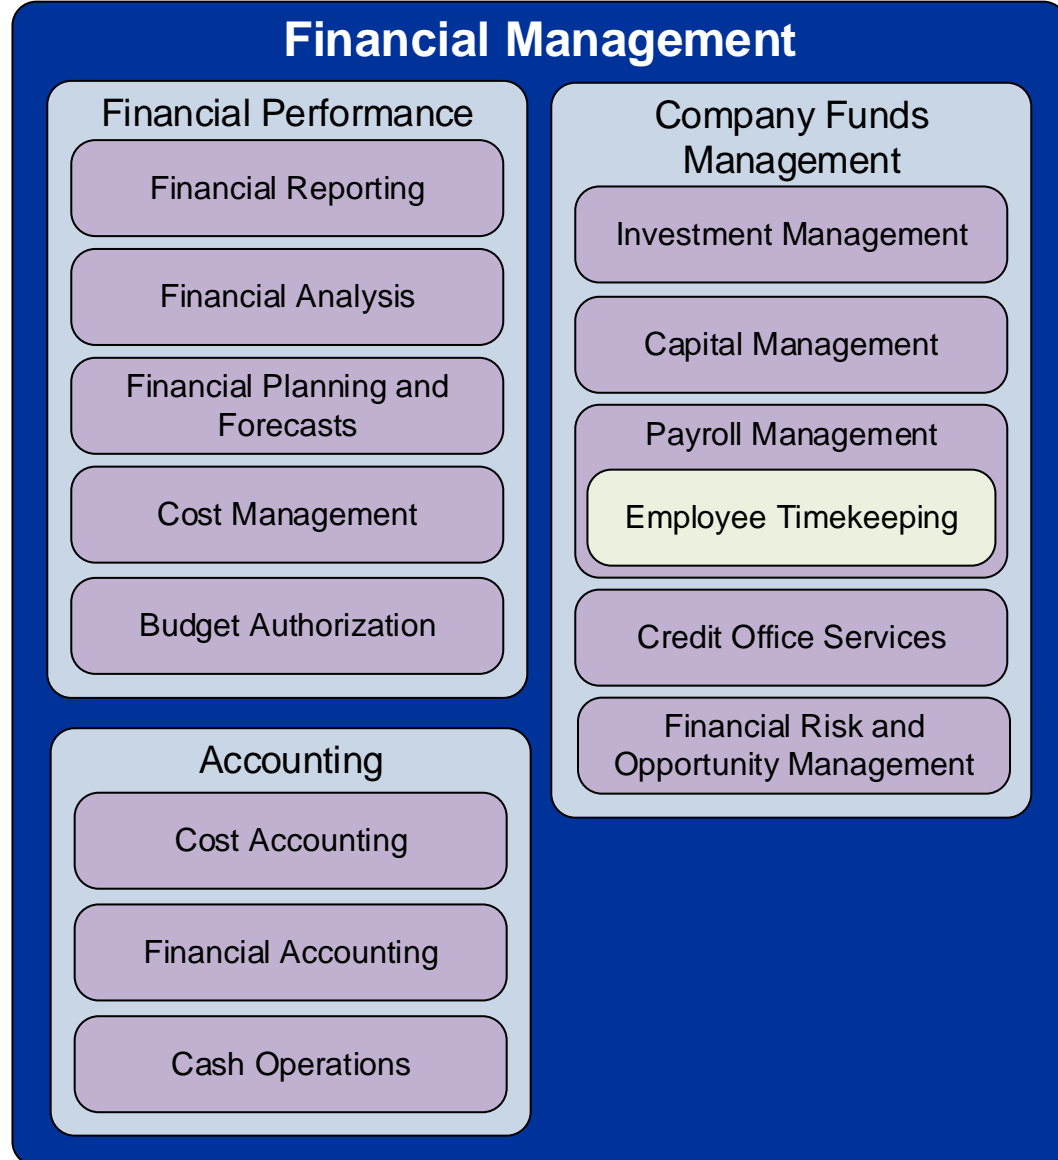 Financial Management
Financial Performance
Financial Reporting
Financial Analysis
Financial Planning and
Forecasts
Cost Management
Budget Authorization
Accounting
Cost Accounting
Financial Accounting
Cash Operations
Company Funds
Management
Investment Management
Capital Management
Payroll Management
Employee Timekeeping
Credit Office Services
Financial Risk and
Opportunity Management